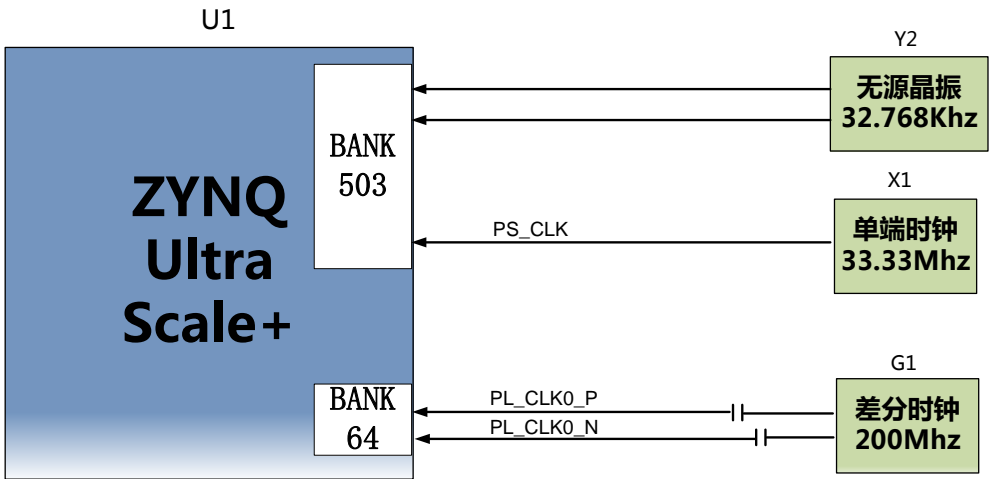 U1
ZYNQ
Ultra
Scale+
BANK
503
BANK
64
PS_CLK
PL_CLK0_P
PL_CLK0_N
Y2
无源晶振
32.768Khz
X1
单端时钟
33.33Mhz
G1
差分时钟
200Mhz